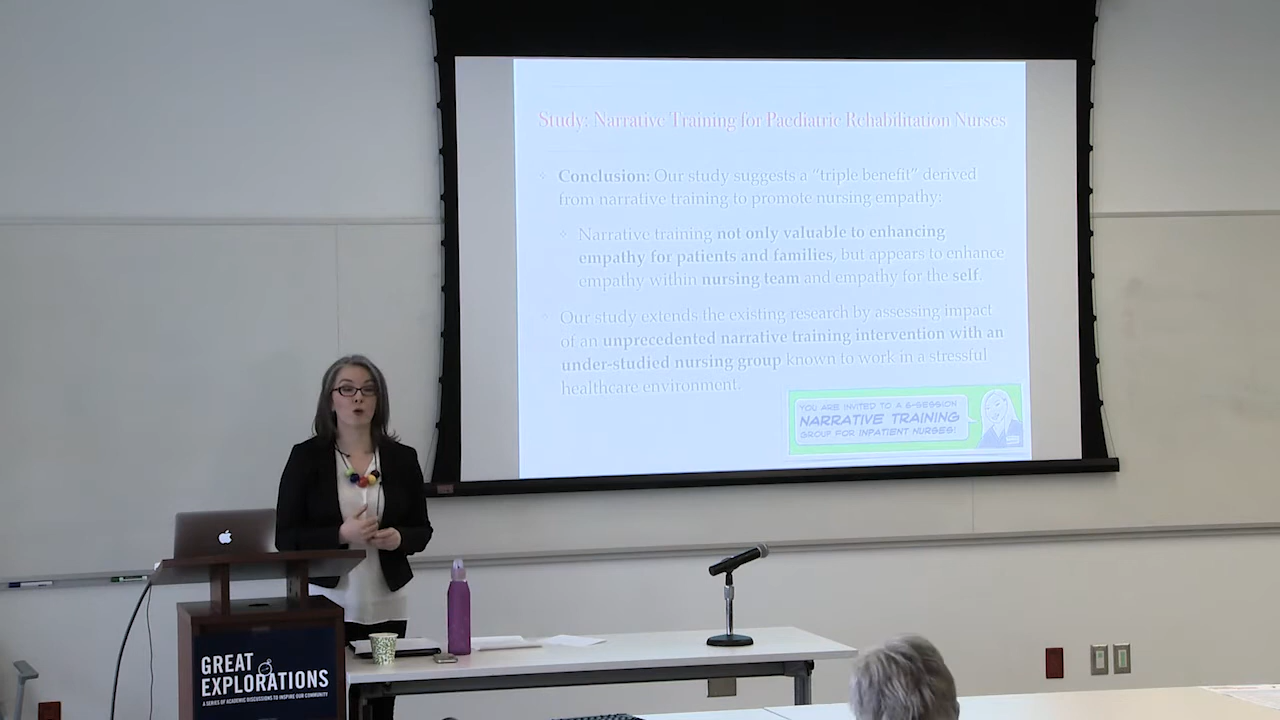 Study: Narrative Training for Paediatric Rehabilitation Nurses
Conclusion: Our study suggests a “triple benefit” derived
from narrative training to promote nursing empathy:
Narrative training not only valuable to enhancing
empathy for patients and families, but appears to enhance
empathy within nursing team and empathy for the self.
Our study extends the existing research by assessing impact
of an unprecedented narrative training intervention with an
under-studied nursing group known to work in a stressful
healthcare environment.
YOU ARE INVITED TO A 6-SESSION
NARRATIVE TRAINING
GROUP FOR INPATIENT NURSES!
GREAT
EXPLORATIONS
A SERIES OF ACADEMIC DISCUSSIONS TO INSPIRE OUR COMMUNITY